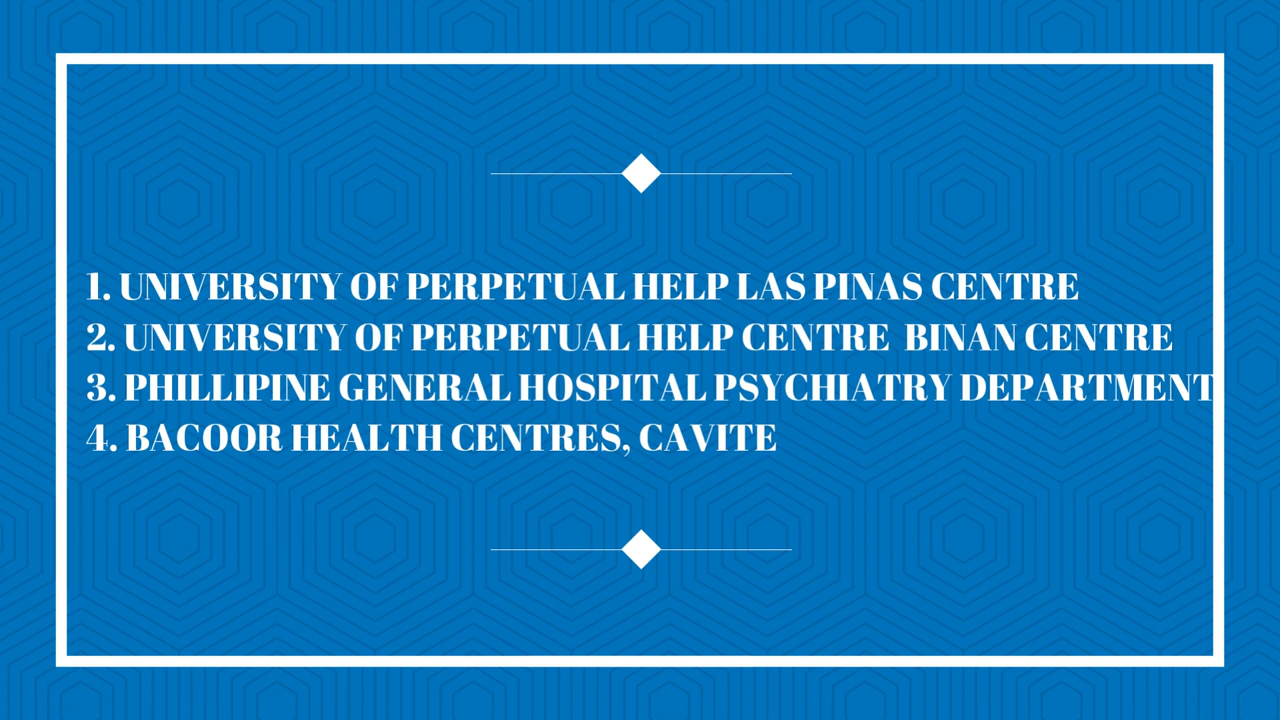 1. UNIVERSITY OF PERPETUAL HELP LAS PINAS CENTRE
2. UNIVERSITY OF PERPETUAL HELP CENTRE  BINAN CENTRE
3. PHILLIPINE GENERAL HOSPITAL PSYCHIATRY DEPARTMENT
4. BACOOR HEALTH CENTRES, CAVITE